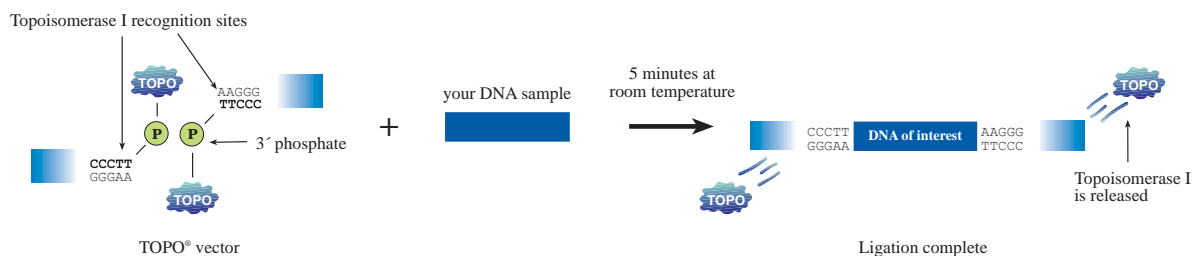 Topoisomerase I recognition sites
TOPO
AAGGG
TTCCC
P
P
3´ phosphate
CCCTT
GGGAA
TOPO
TOPO® vector
+
your DNA sample
5 minutes at
room temperature
CCCTT
GGGAA
DNA of interest
AAGGG
TTCCC
TOPO
TOPO
Topoisomerase I
is released
Ligation complete